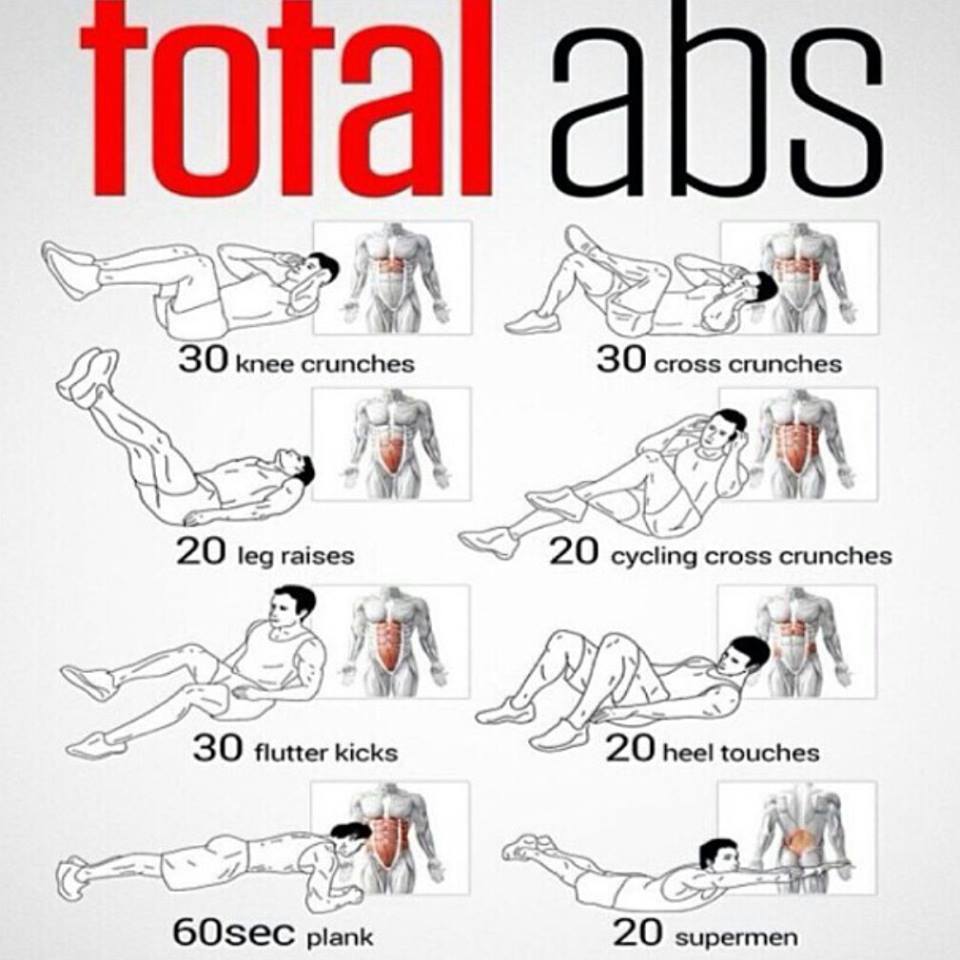 total abs
30 knee crunches
30 cross crunches
20 leg raises
20 cycling cross crunches
30 flutter kicks
20 heel touches
60sec plank
20 supermen